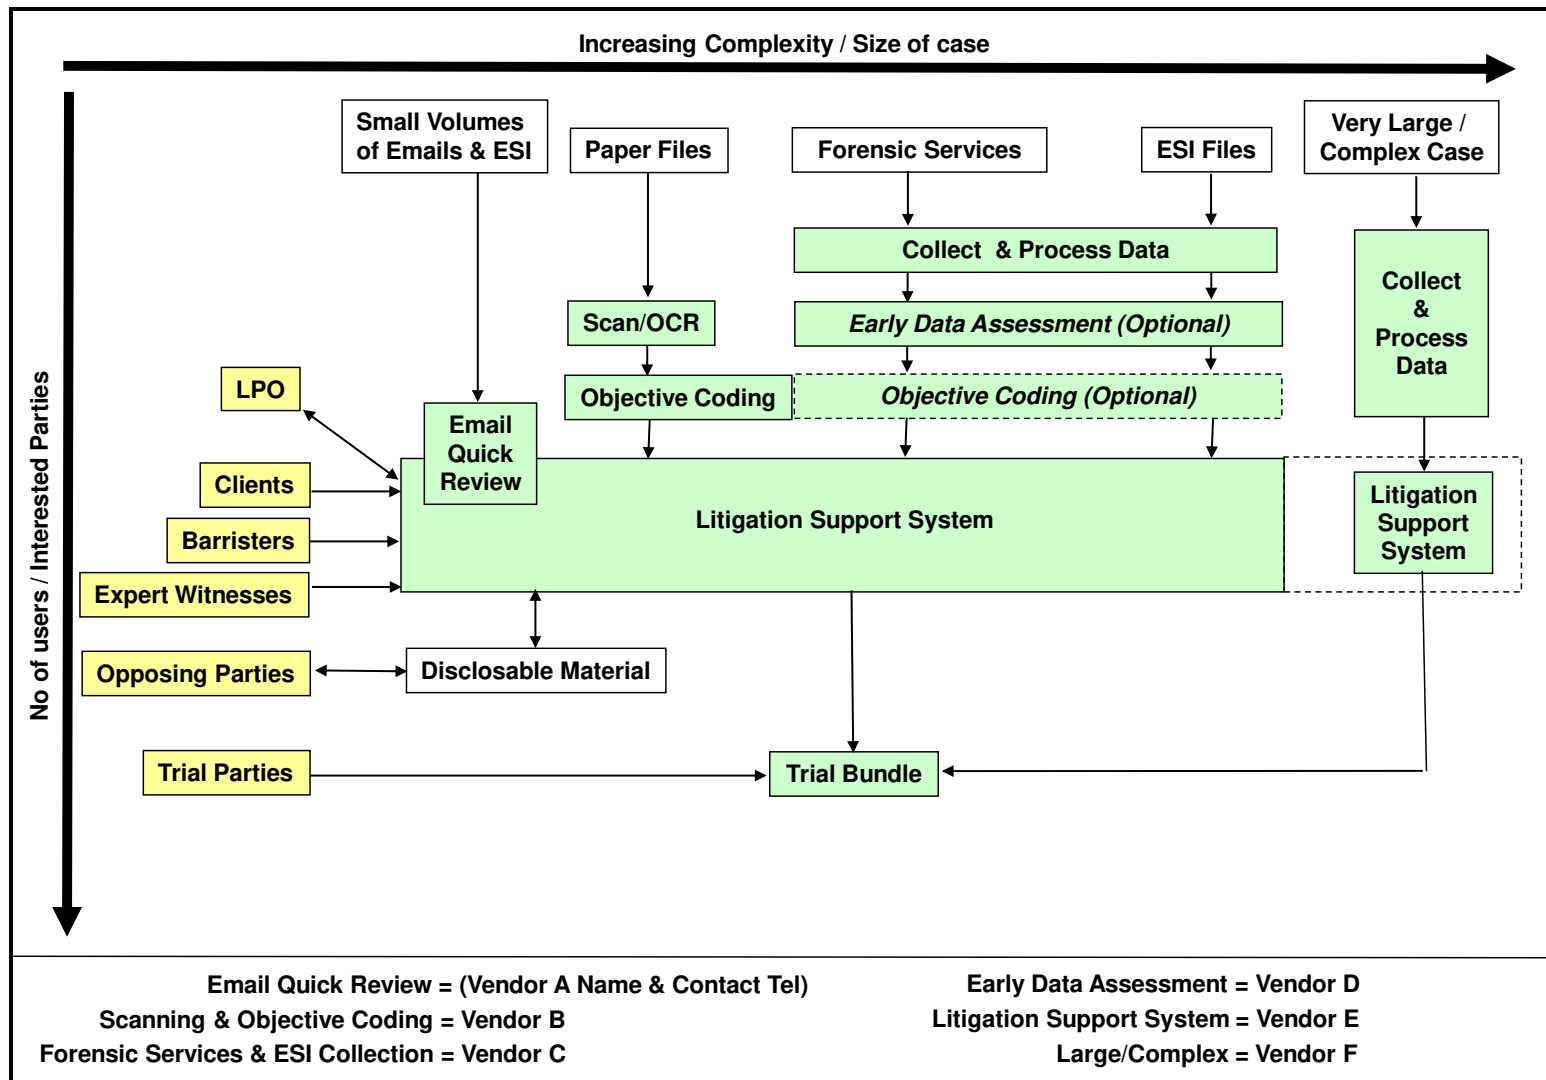 Increasing Complexity / Size of case
No of users / Interested Parties
Small Volumes
of Emails & ESI
Paper Files
Forensic Services
ESI Files
Very Large /
Complex Case
Collect & Process Data
Collect
&
Process
Data
Scan/OCR
Early Data Assessment (Optional)
LPO
Objective Coding
Objective Coding (Optional)
Email
Quick
Review
Clients
Barristers
Expert Witnesses
Litigation Support System
Litigation
Support
System
Opposing Parties
Disclosable Material
Trial Parties
Trial Bundle
Email Quick Review = (Vendor A Name & Contact Tel)
Scanning & Objective Coding = Vendor B
Forensic Services & ESI Collection = Vendor C
Early Data Assessment = Vendor D
Litigation Support System = Vendor E
Large/Complex = Vendor F